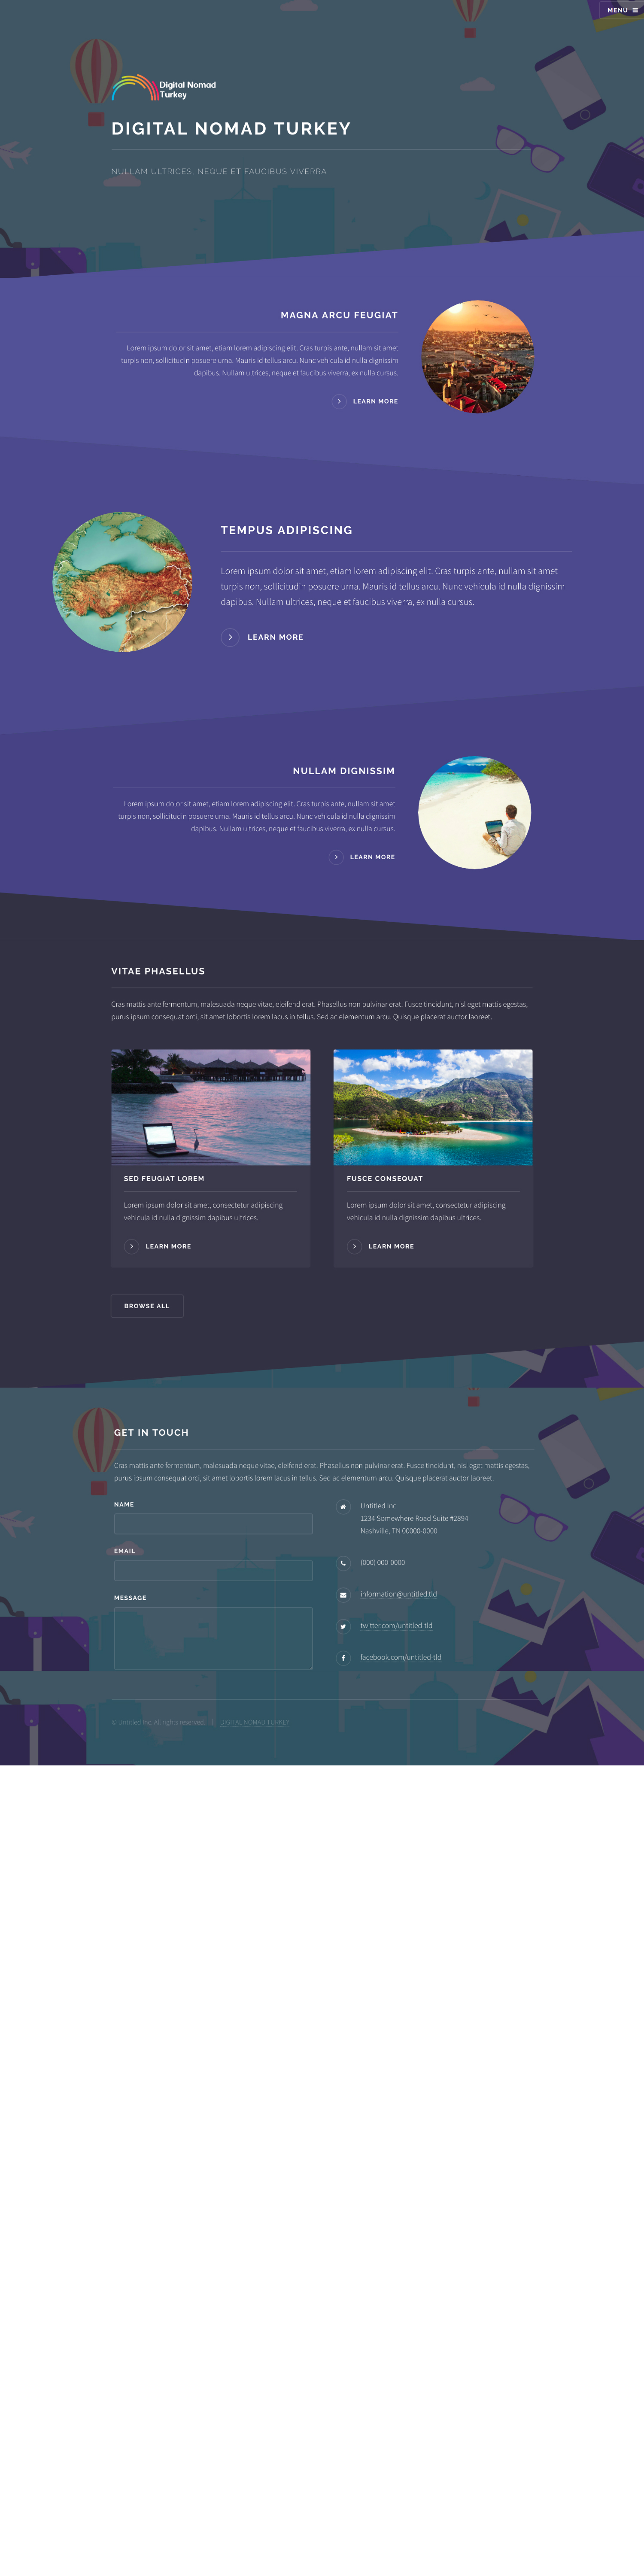 MENU
Digital Nomad
Turkey
DIGITAL NOMAD TURKEY
NULLAM ULTRICES, NEQUE ET FAUCIBUS VIVERRA
MAGNA ARCU FEUGIAT
Lorem ipsum dolor sit amet, etiam lorem adipiscing elit. Cras turpis ante, nullam sit amet
turpis non, sollicitudin posuere urna. Mauris id tellus arcu. Nunc vehicula id nulla dignissim
dapibus. Nullam ultrices, neque et faucibus viverra, ex nulla cursus.
LEARN MORE
TEMPUS ADIPISCING
Lorem ipsum dolor sit amet, etiam lorem adipiscing elit. Cras turpis ante, nullam sit amet
turpis non, sollicitudin posuere urna. Mauris id tellus arcu. Nunc vehicula id nulla dignissim
dapibus. Nullam ultrices, neque et faucibus viverra, ex nulla cursus.
LEARN MORE
NULLAM DIGNISSIM
Lorem ipsum dolor sit amet, etiam lorem adipiscing elit. Cras turpis ante, nullam sit amet
turpis non, sollicitudin posuere urna. Mauris id tellus arcu. Nunc vehicula id nulla dignissim
dapibus. Nullam ultrices, neque et faucibus viverra, ex nulla cursus.
LEARN MORE
VITAE PHASELLUS
Cras mattis ante fermentum, malesuada neque vitae, eleifend erat. Phasellus non pulvinar erat. Fusce tincidunt, nisl eget mattis egestas,
purus ipsum consequat orci, sit amet lobortis lorem lacus in tellus. Sed ac elementum arcu. Quisque placerat auctor laoreet.
SED FEUGIAT LOREM
Lorem ipsum dolor sit amet, consectetur adipiscing
vehicula id nulla dignissim dapibus ultrices.
LEARN MORE
FUSCE CONSEQUAT
Lorem ipsum dolor sit amet, consectetur adipiscing
vehicula id nulla dignissim dapibus ultrices.
LEARN MORE
BROWSE ALL
GET IN TOUCH
Cras mattis ante fermentum, malesuada neque vitae, eleifend erat. Phasellus non pulvinar erat. Fusce tincidunt, nisl eget mattis egestas,
purus ipsum consequat orci, sit amet lobortis lorem lacus in tellus. Sed ac elementum arcu. Quisque placerat auctor laoreet.
NAME
EMAIL
MESSAGE
Untitled Inc
1234 Somewhere Road Suite #2894
Nashville, TN 00000-0000
(000) 000-0000
information@untitled.tld
twitter.com/untitled-tld
facebook.com/untitled-tld
© Untitled Inc. All rights reserved. DIGITAL NOMAD TURKEY